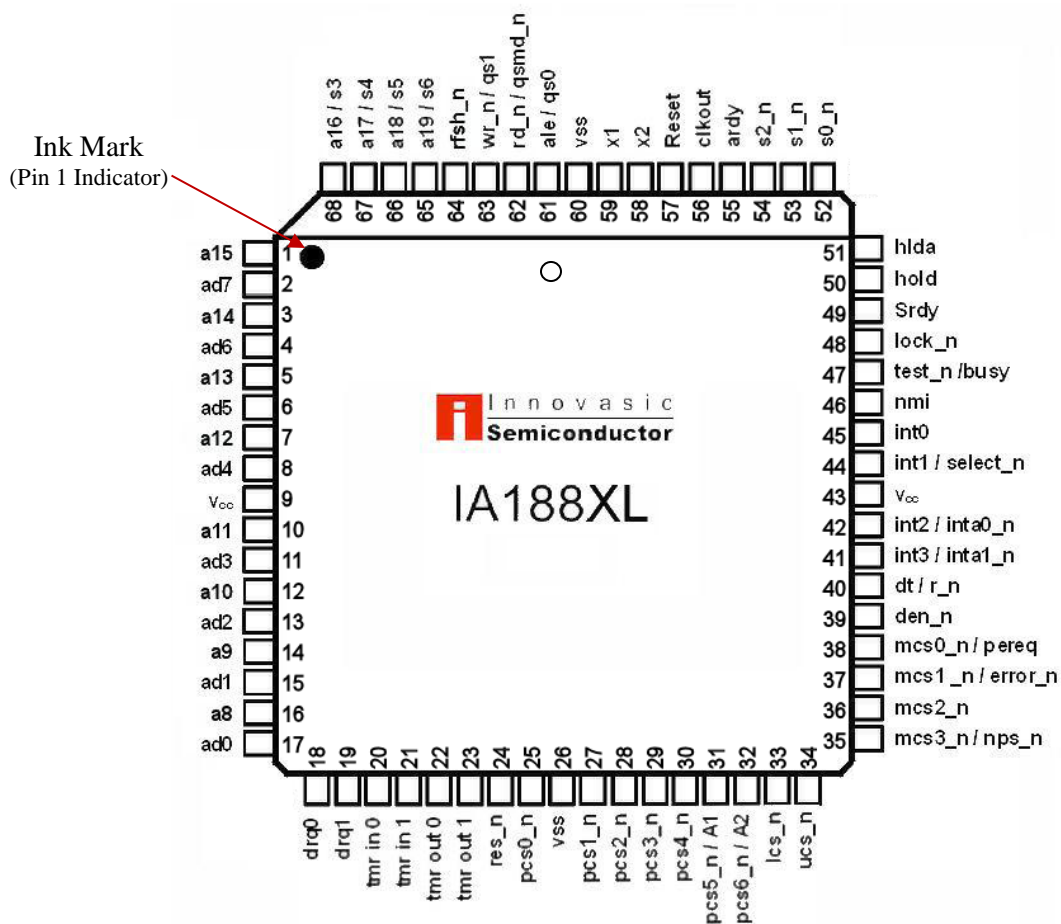 a16 / s3
a17 / s4
a18 / s5
a19 / s6
rfsh_n
wr_n / qs1
rd_n / qsmd_n
ale / qs0
vss
x1
x2
Reset
clkout
ardy
s2_n
s1_n
s0_n
Ink Mark
(Pin 1 Indicator)
68 67 66 65 64 63 62 61 60 59 58 57 56 55 54 53 52
a15 1
ad7 2
a14 3
ad6 4
a13 5
ad5 6
a12 7
ad4 8
Vcc 9
a11 10
ad3 11
a10 12
ad2 13
a9 14
ad1 15
a8 16
ad0 17
Innovasic
Semiconductor
IA188XL
51 hlda
50 hold
49 Srdy
48 lock_n
47 test_n /busy
46 nmi
45 int0
44 int1 / select_n
43 Vcc
42 int2 / inta0_n
41 int3 / inta1_n
40 dt / r_n
39 den_n
38 mcs0_n / pereq
37 mcs1 _n / error_n
36 mcs2_n
35 mcs3_n / nps_n
18 19 20 21 22 23 24 25 26 27 28 29 30 31 32 33 34
drq0
drq1
tmr in 0
tmr in 1
tmr out 0
tmr out 1
res_n
pcs0_n
vss
pcs1_n
pcs2_n
pcs3_n
pcs4_n
pcs5_n / A1
pcs6_n / A2
lcs_n
ucs_n